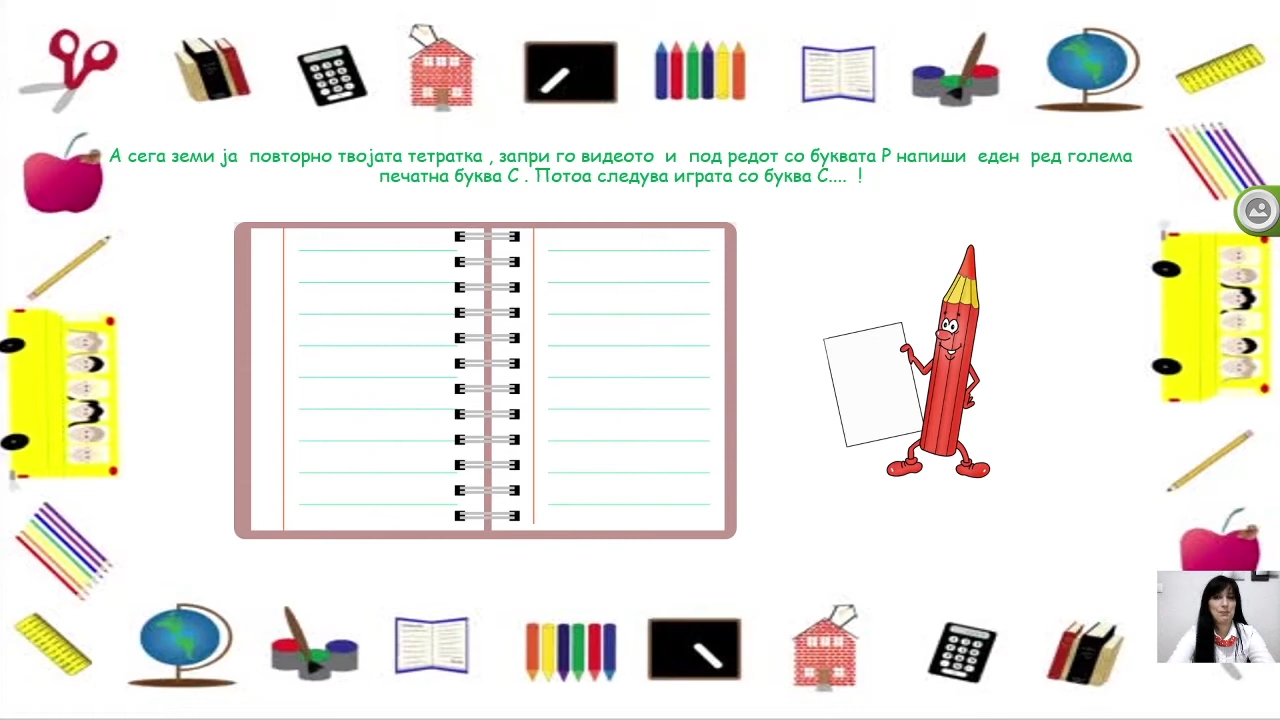 А сега земи ја повторно твојата тетратка , запри го видеото и под редот со буквата Р напиши еден ред голема
печатна буква С . Потоа следува играта со буква С.... !